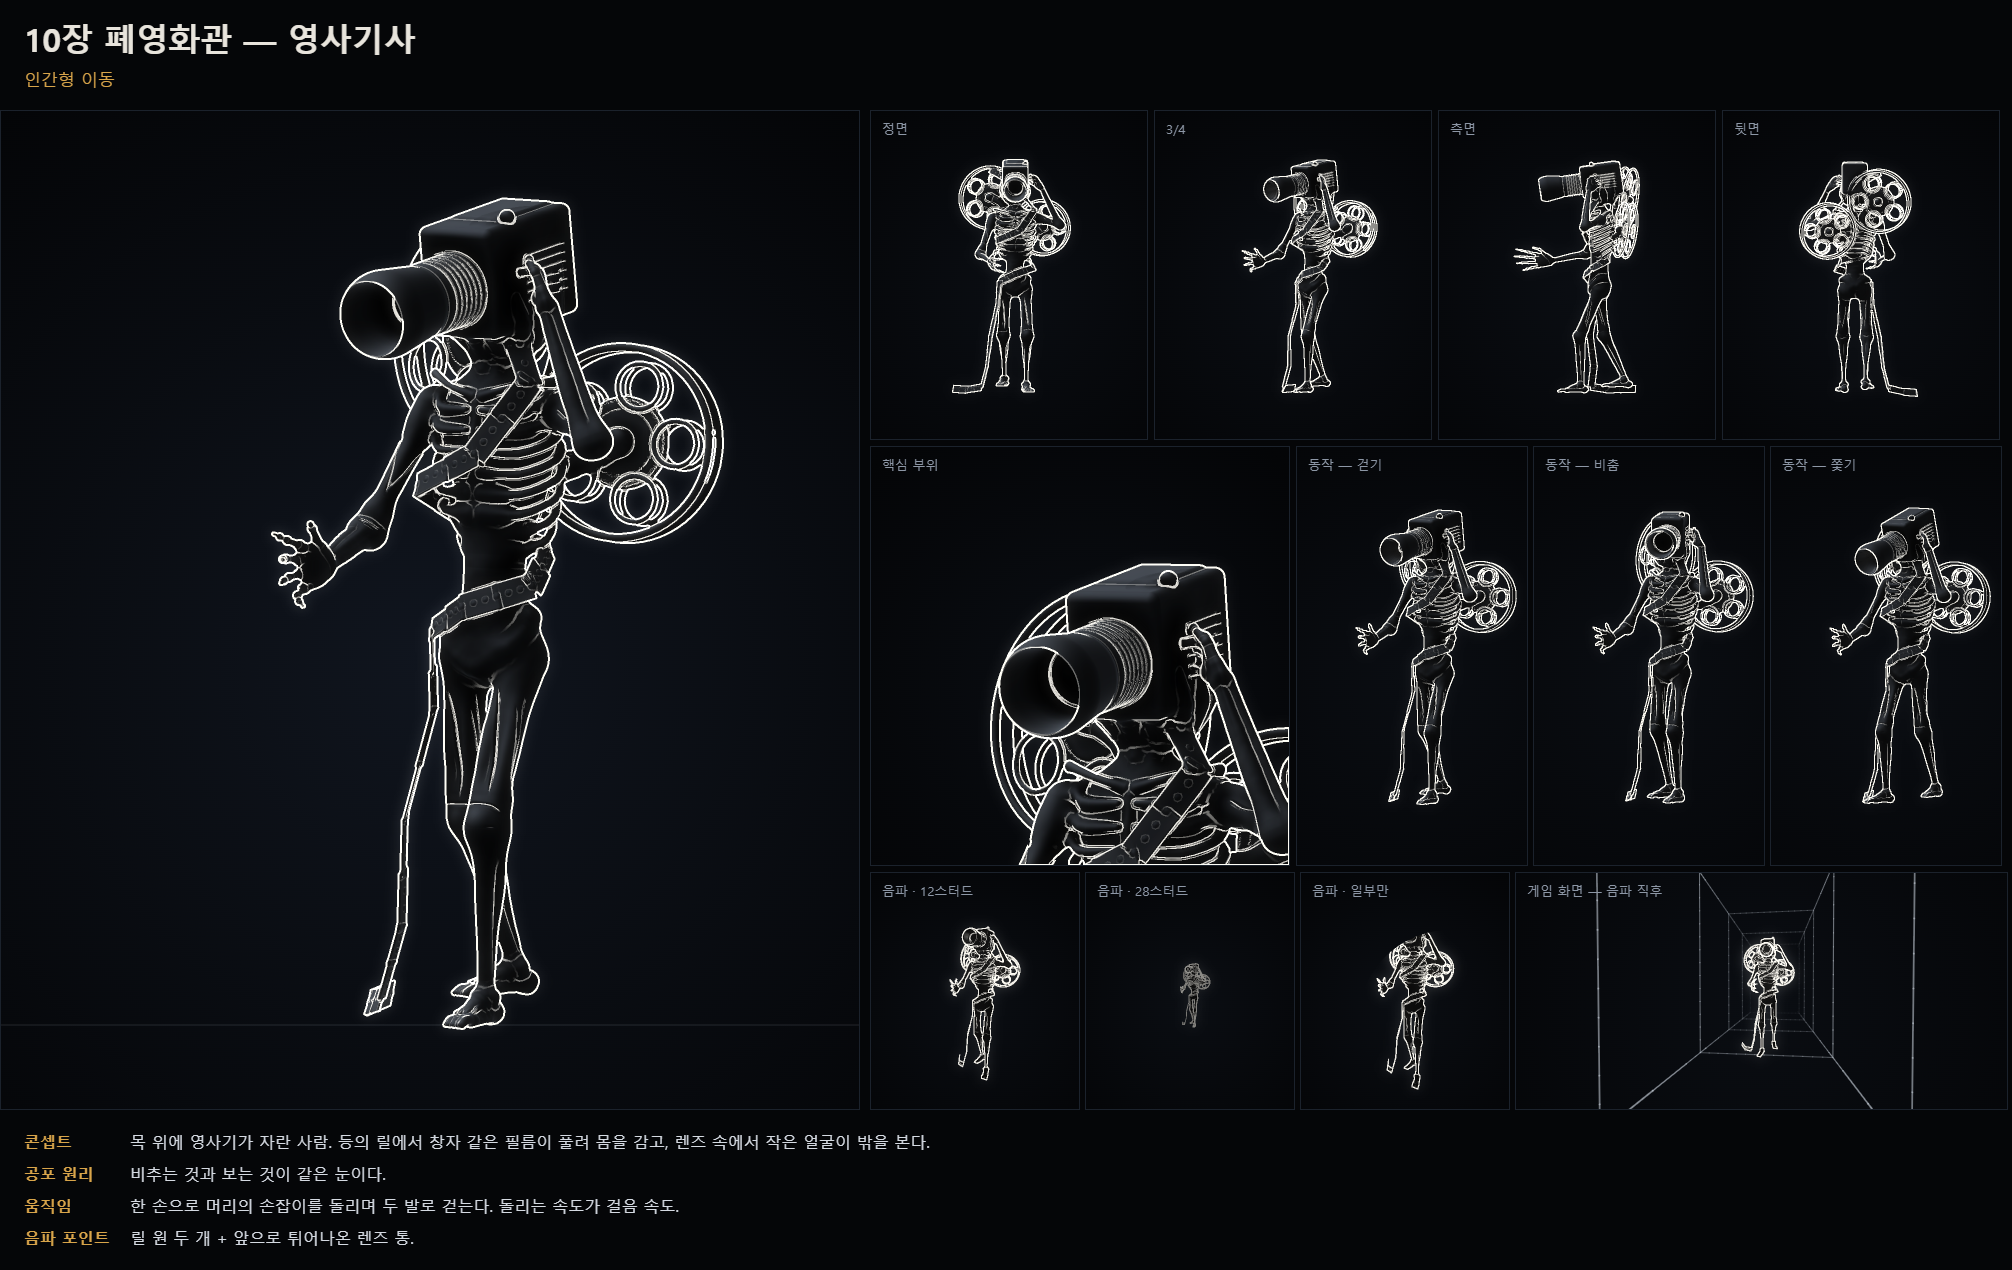 10장 폐영화관 — 영사기사
인간형 이동
정면
3/4
측면
뒷면
핵심 부위
동작 — 걷기
동작 — 비춤
동작 — 쫓기
음파 · 12스터드
음파 · 28스터드
음파 · 일부만
게임 화면 — 음파 직후
콘셉트 목 위에 영사기가 자란 사람. 등의 릴에서 창자 같은 필름이 풀려 몸을 감고, 렌즈 속에서 작은 얼굴이 밖을 본다.
공포 원리 비추는 것과 보는 것이 같은 눈이다.
움직임 한 손으로 머리의 손잡이를 돌리며 두 발로 걷는다. 돌리는 속도가 걸음 속도.
음파 포인트 릴 원 두 개 + 앞으로 튀어나온 렌즈 통.